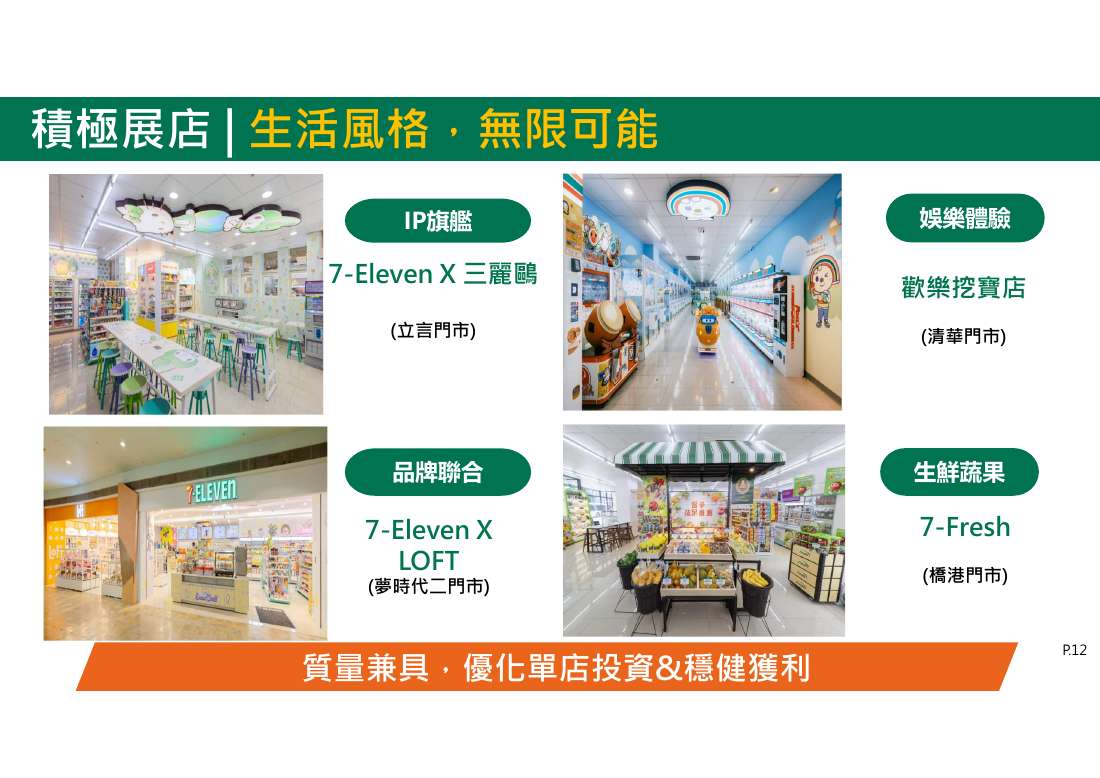 積極展店 | 生活風格，無限可能
IP旗艦
7-Eleven X 三麗鷗
(立言門市)
娛樂體驗
歡樂挖寶店
(清華門市)
7-ELEVEN
LOFT
品牌聯合
7-Eleven X
LOFT
(夢時代二門市)
生鮮蔬果
7-Fresh
(橋港門市)
質量兼具，優化單店投資&穩健獲利
P.12